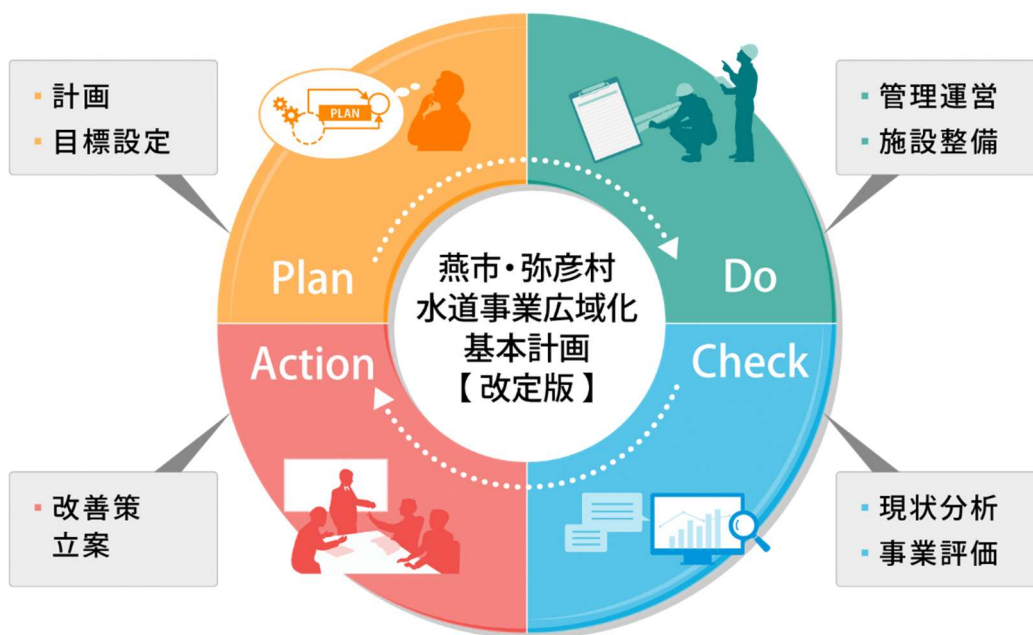 ▪ 計画
▪ 目標設定
PLAN
Plan
▪ 管理運営
▪ 施設整備
Do
燕市・弥彦村
水道事業広域化
基本計画
【改定版】
Action
▪ 改善策
立案
Check
▪ 現状分析
▪ 事業評価